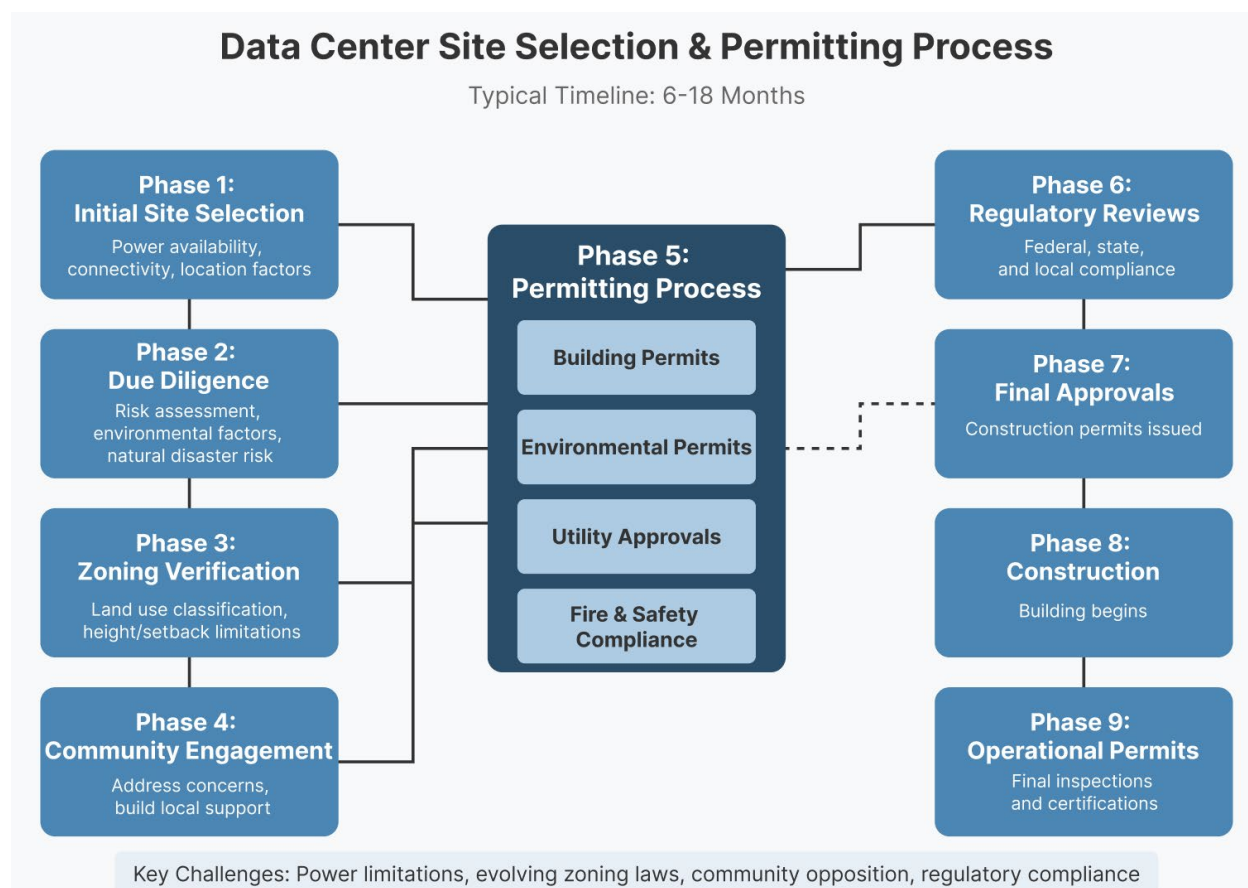 Data Center Site Selection & Permitting Process
Typical Timeline: 6-18 Months
Phase 1:
Initial Site Selection
Power availability,
connectivity, location factors
Phase 2:
Due Diligence
Risk assessment,
environmental factors,
natural disaster risk
Phase 3:
Zoning Verification
Land use classification,
height/setback limitations
Phase 4:
Community Engagement
Address concerns,
build local support
Phase 5:
Permitting Process
Building Permits
Environmental Permits
Utility Approvals
Fire & Safety
Compliance
Phase 6:
Regulatory Reviews
Federal, state,
and local compliance
Phase 7:
Final Approvals
Construction permits issued
Phase 8:
Construction
Building begins
Phase 9:
Operational Permits
Final inspections
and certifications
Key Challenges: Power limitations, evolving zoning laws, community opposition, regulatory compliance